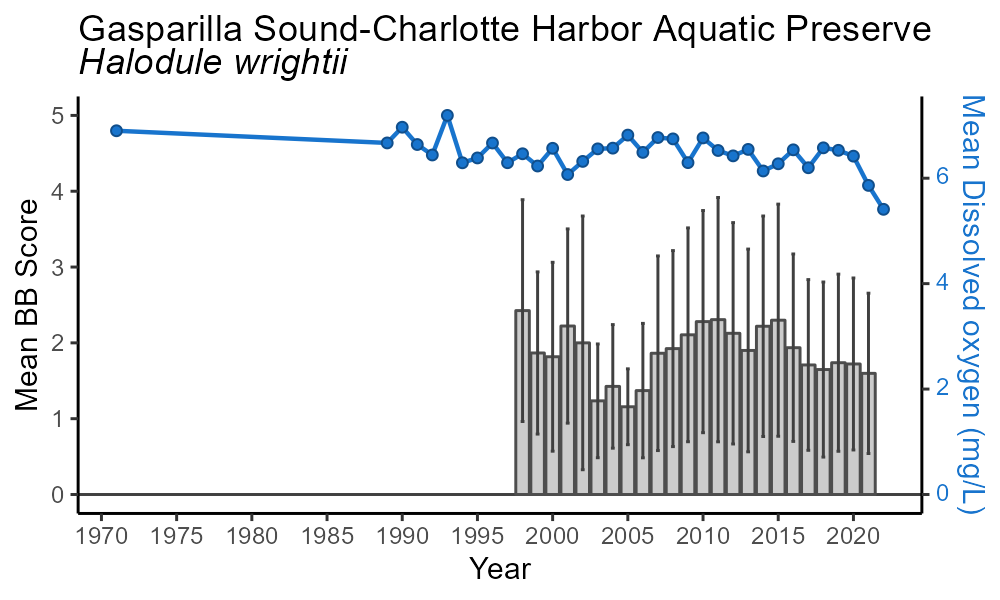 Gasparilla Sound-Charlotte Harbor Aquatic Preserve
Halodule wrightii
Mean BB Score
5
4
3
2
1
0
Mean Dissolved oxygen (mg/L)
6
4
2
0
1970 1975 1980 1985 1990 1995 2000 2005 2010 2015 2020
Year